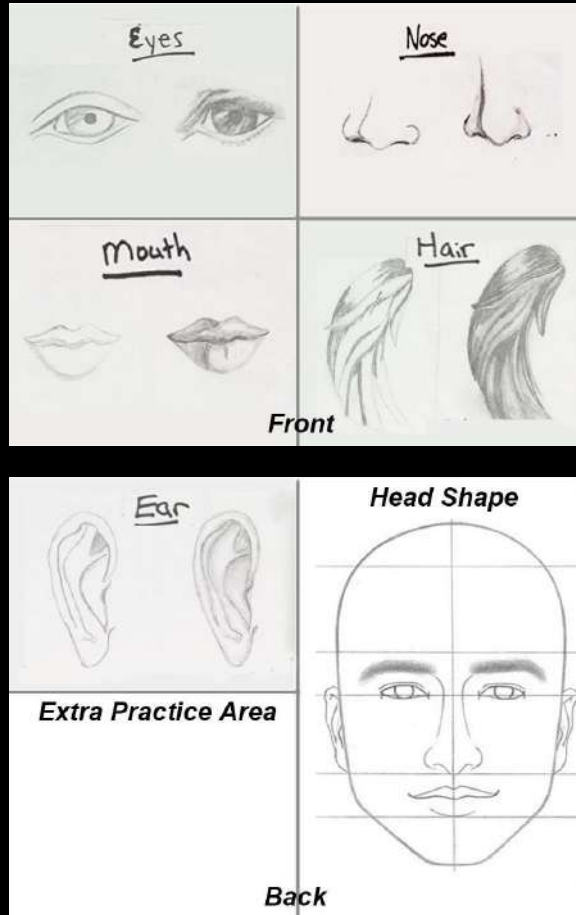 Eyes
Nose
Mouth
Hair
Front
Ear
Head Shape
Extra Practice Area
Back